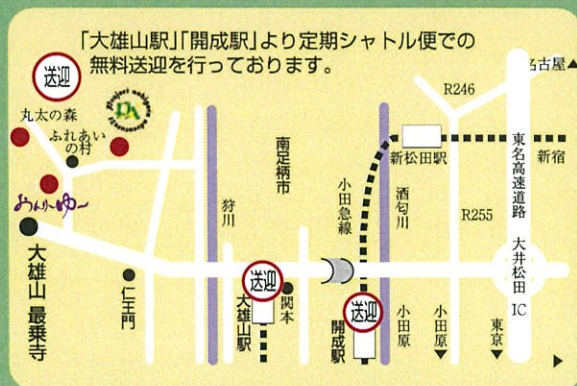 「大雄山駅」「開成駅」より定期シャトル便での
無料送迎を行っております。
送迎
丸太の森
ふれあい
の村
PA
おんりーゆー
大雄山 最乗寺
仁王門
狩川
南足柄市
送迎
大雄山駅
関本
小田急線
送迎
開成駅
酒匂川
新松田駅
新宿
R246
R255
名古屋▲
東名高速道路
大井松田IC
小田原
小田原▼
東京▼
▶